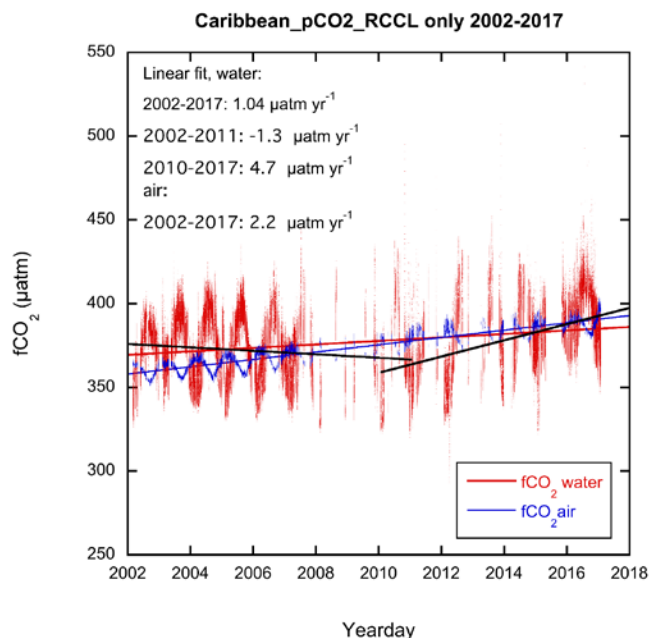 Caribbean_pCO2_RCCL only 2002-2017
550
500
450
400
350
300
250
fCO₂ (µatm)
Linear fit, water:
2002-2017: 1.04 µatm yr⁻¹
2002-2011: -1.3 µatm yr⁻¹
2010-2017: 4.7 µatm yr⁻¹
air:
2002-2017: 2.2 µatm yr⁻¹
fCO₂ water
fCO₂air
2002 2004 2006 2008 2010 2012 2014 2016 2018
Yearday